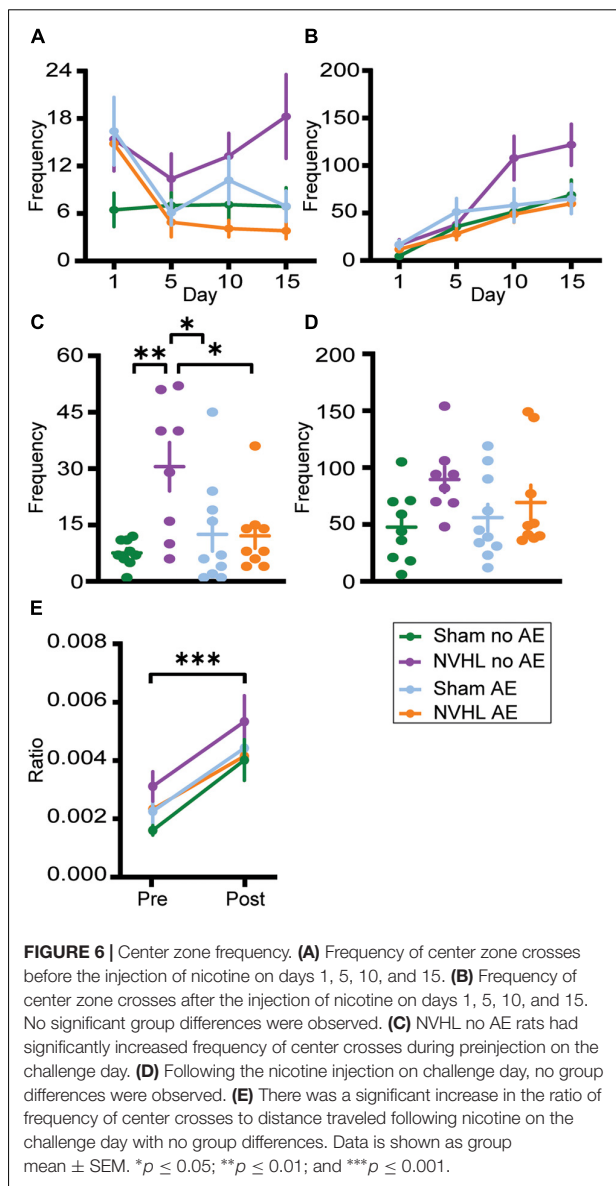 A
B
24
18
12
6
0
Frequency
1 5 10 15
Day
200
150
100
50
0
Frequency
1 5 10 15
Day
C
D
60
45
30
15
0
Frequency
**
*
*
200
150
100
50
0
Frequency
E
0.008
0.006
0.004
0.002
0.000
Ratio
***
Pre Post
Sham no AE
NVHL no AE
Sham AE
NVHL AE
FIGURE 6 | Center zone frequency. (A) Frequency of center zone crosses
before the injection of nicotine on days 1, 5, 10, and 15. (B) Frequency of
center zone crosses after the injection of nicotine on days 1, 5, 10, and 15.
No significant group differences were observed. (C) NVHL no AE rats had
significantly increased frequency of center crosses during preinjection on the
challenge day. (D) Following the nicotine injection on challenge day, no group
differences were observed. (E) There was a significant increase in the ratio of
frequency of center crosses to distance traveled following nicotine on the
challenge day with no group differences. Data is shown as group
mean ± SEM. *p ≤ 0.05; **p ≤ 0.01; and ***p ≤ 0.001.